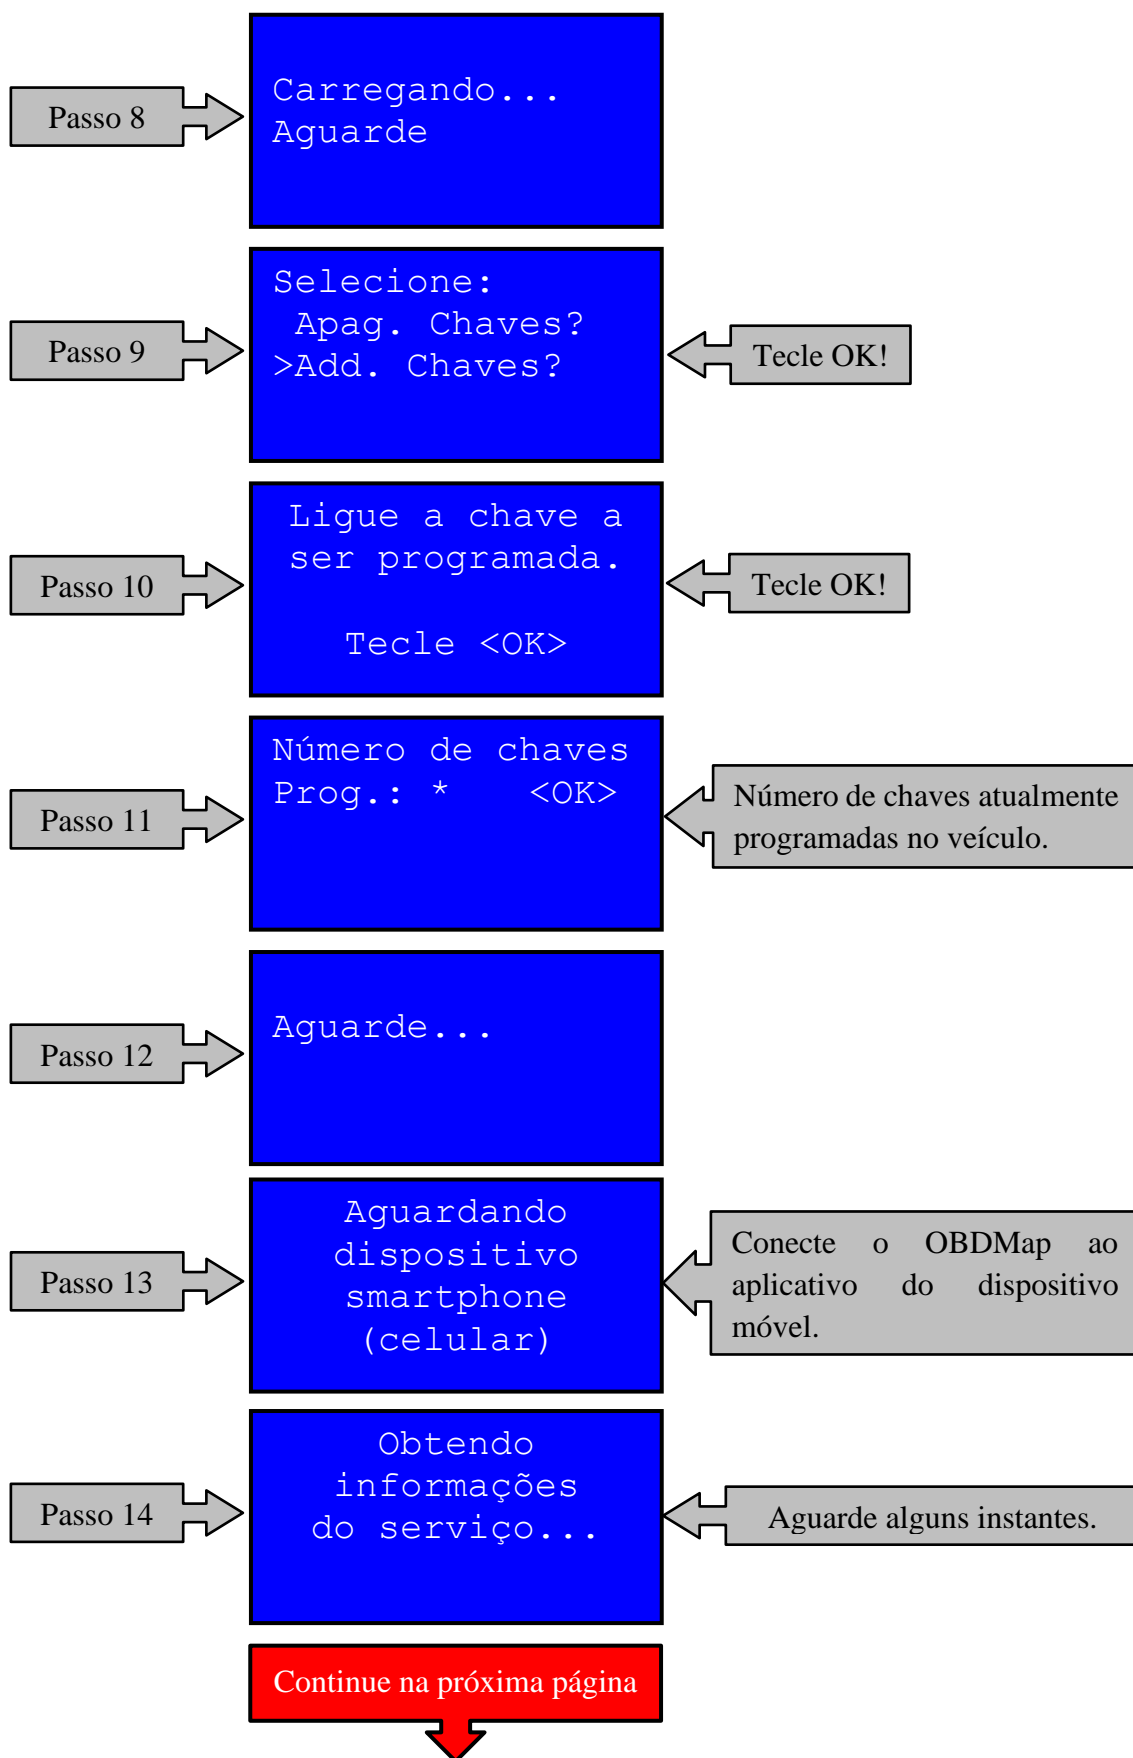 Passo 8
Carregando...
Aguarde
Passo 9
Selecione:
Apag. Chaves?
>Add. Chaves?
Tecle OK!
Passo 10
Ligue a chave a
ser programada.
Tecle <OK>
Tecle OK!
Passo 11
Número de chaves
Prog.: * <OK>
Número de chaves atualmente
programadas no veículo.
Passo 12
Aguarde...
Passo 13
Aguardando
dispositivo
smartphone
(celular)
Conecte o OBDMap ao
aplicativo do dispositivo
móvel.
Passo 14
Obtendo
informações
do serviço...
Aguarde alguns instantes.
Continue na próxima página